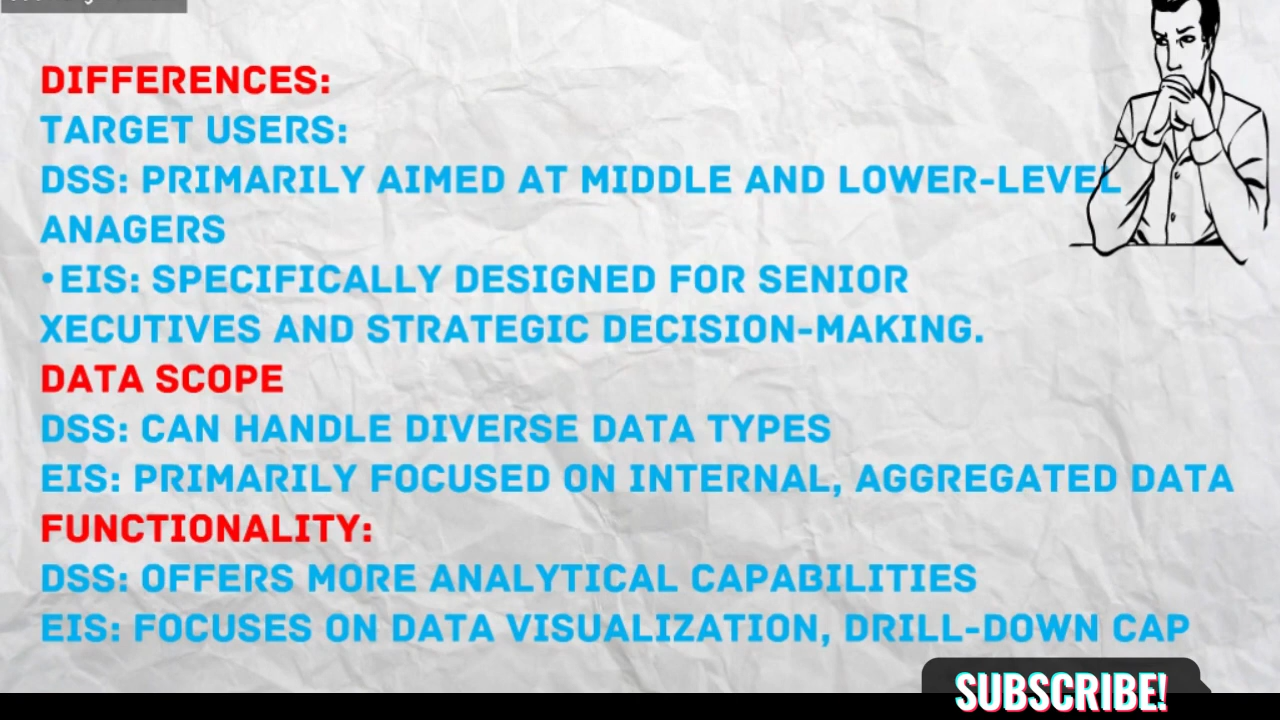 DIFFERENCES:
TARGET USERS:
DSS: PRIMARILY AIMED AT MIDDLE AND LOWER-LEVEL
ANAGERS
•EIS: SPECIFICALLY DESIGNED FOR SENIOR
XECUTIVES AND STRATEGIC DECISION-MAKING.
DATA SCOPE
DSS: CAN HANDLE DIVERSE DATA TYPES
EIS: PRIMARILY FOCUSED ON INTERNAL, AGGREGATED DATA
FUNCTIONALITY:
DSS: OFFERS MORE ANALYTICAL CAPABILITIES
EIS: FOCUSES ON DATA VISUALIZATION, DRILL-DOWN CAP
SUBSCRIBE!